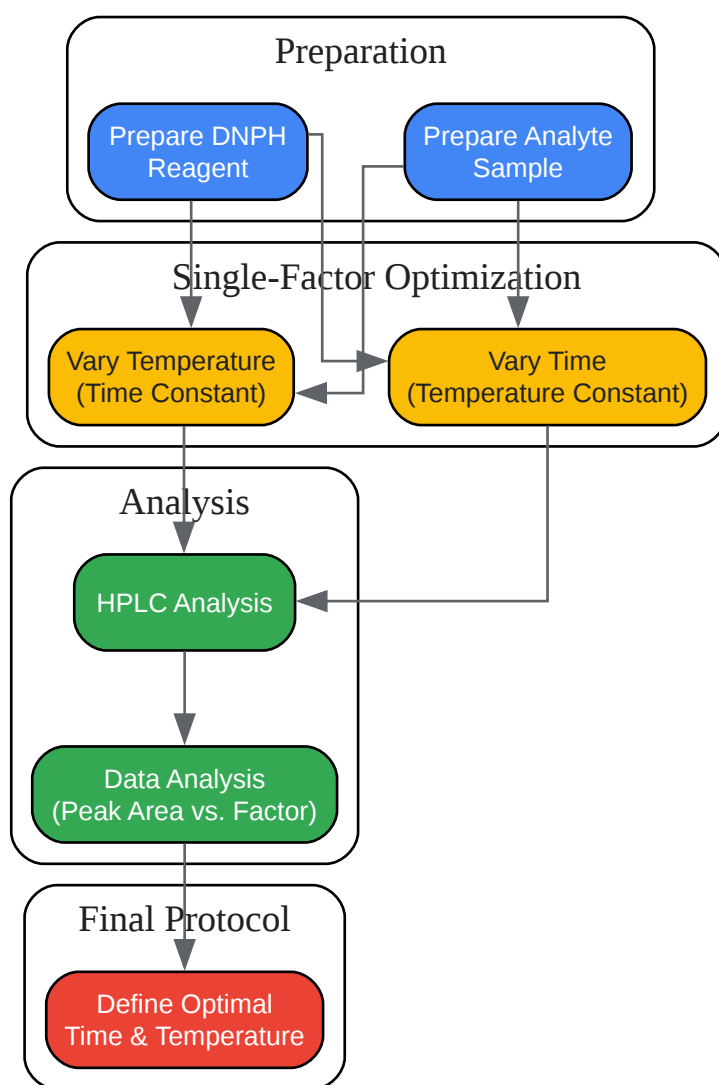 Preparation
Prepare DNPH
Reagent
Prepare Analyte
Sample
Single-Factor Optimization
Vary Temperature
(Time Constant)
Vary Time
(Temperature Constant)
Analysis
HPLC Analysis
Data Analysis
(Peak Area vs. Factor)
Final Protocol
Define Optimal
Time & Temperature